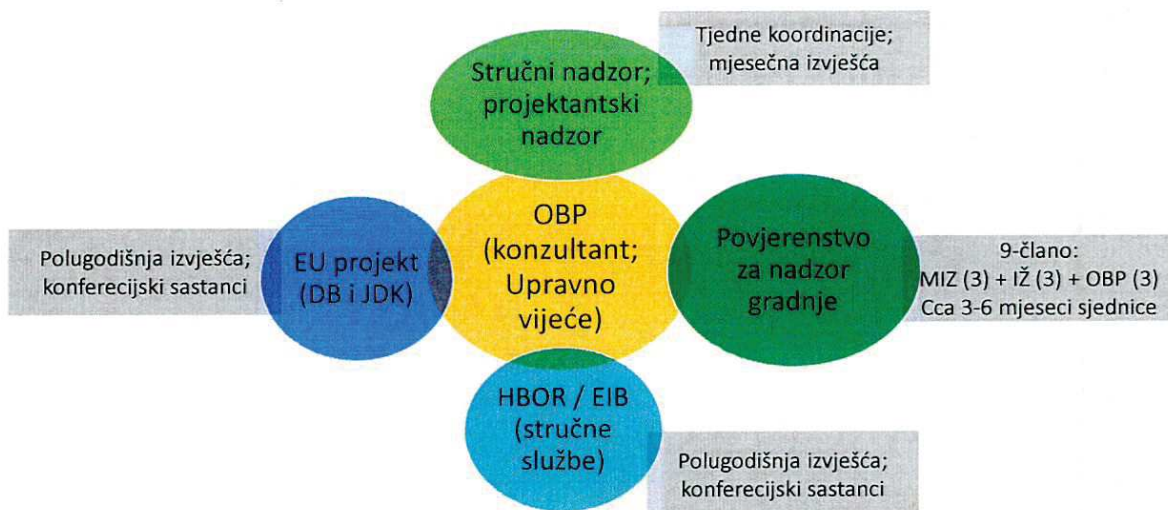 Tjedne koordinacije;
mjesečna izvješća
Stručni nadzor;
projektantski
nadzor
OBP
(konzultant;
Upravno
vijeće)
Polugodišnja izvješća;
konferecijski sastanci
EU projekt
(DB i JDK)
Povjerenstvo
za nadzor
gradnje
9-člano:
MIZ (3) + IŽ (3) + OBP (3)
Cca 3-6 mjeseci sjednice
HBOR / EIB
(stručne
službe)
Polugodišnja izvješća;
konferecijski sastanci